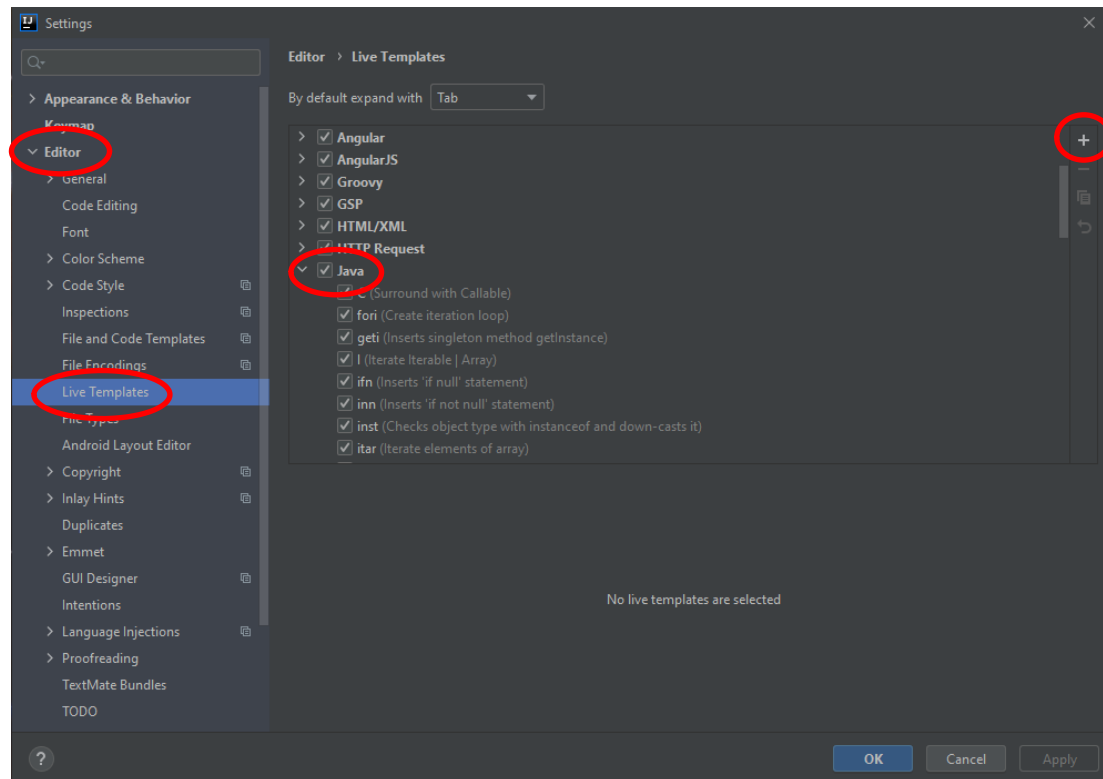 Settings
Appearance & Behavior
Keymap
Editor
General
Code Editing
Font
Color Scheme
Code Style
Inspections
File and Code Templates
File Encodings
Live Templates
File Types
Android Layout Editor
Copyright
Inlay Hints
Duplicates
Emmet
GUI Designer
Intentions
Language Injections
Proofreading
TextMate Bundles
TODO
Editor > Live Templates
By default expand with Tab
Angular
AngularJS
Groovy
GSP
HTML/XML
HTTP Request
Java
C (Surround with Callable)
fori (Create iteration loop)
geti (Inserts singleton method getInstance)
I (Iterate Iterable | Array)
ifn (Inserts 'if null' statement)
inn (Inserts 'if not null' statement)
inst (Checks object type with instanceof and down-casts it)
itar (Iterate elements of array)
No live templates are selected
?
OK Cancel Apply